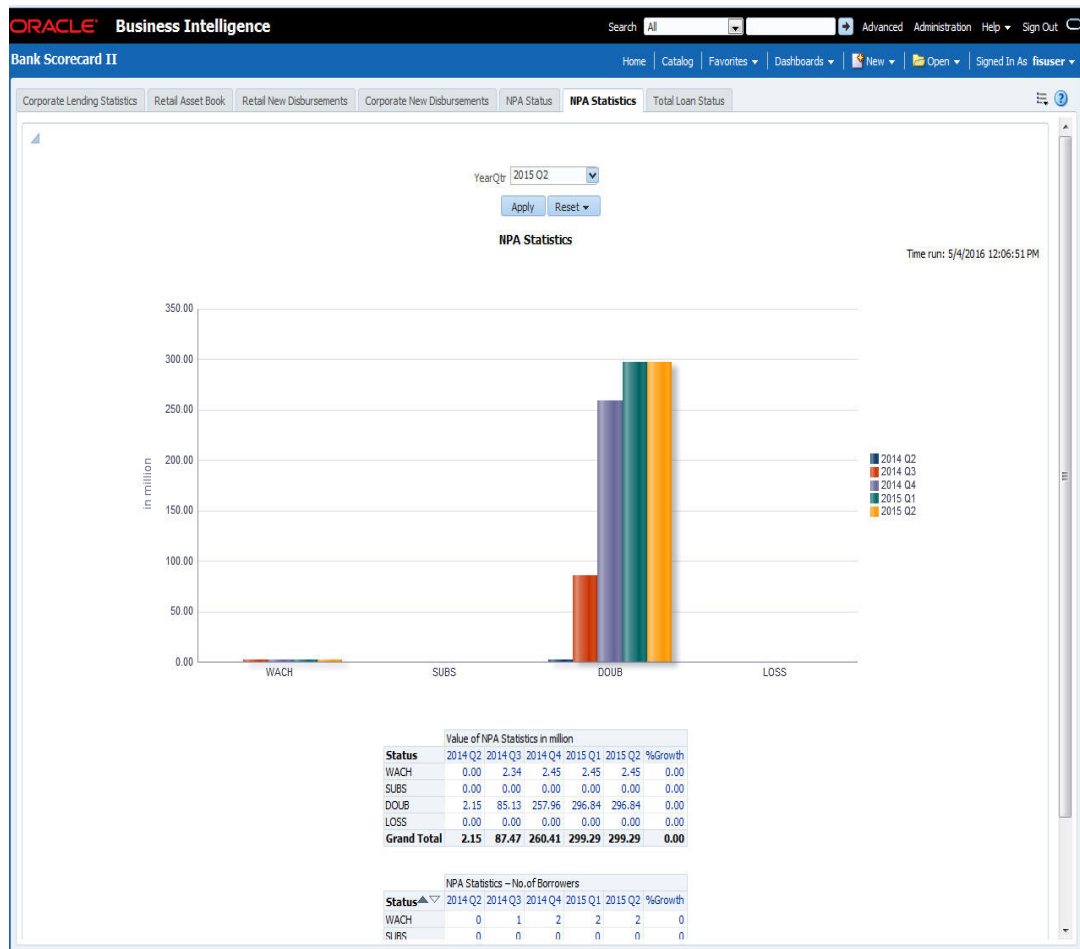 ORACLE Business Intelligence Search All Advanced Administration Help Sign Out
Bank Scorecard II Home Catalog Favorites Dashboards New Open Signed In As fisuser
Corporate Lending Statistics Retail Asset Book Retail New Disbursements Corporate New Disbursements NPA Status NPA Statistics Total Loan Status
YearQtr 2015 Q2
Apply Reset
NPA Statistics
Time run: 5/4/2016 12:06:51 PM
350.00
300.00
250.00
200.00
150.00
100.00
50.00
0.00
in million
WACH SUBS DOUB LOSS
2014 Q2
2014 Q3
2014 Q4
2015 Q1
2015 Q2
Value of NPA Statistics in million
Status 2014 Q2 2014 Q3 2014 Q4 2015 Q1 2015 Q2 %Growth
WACH 0.00 2.34 2.45 2.45 2.45 0.00
SUBS 0.00 0.00 0.00 0.00 0.00 0.00
DOUB 2.15 85.13 257.96 296.84 296.84 0.00
LOSS 0.00 0.00 0.00 0.00 0.00 0.00
Grand Total 2.15 87.47 260.41 299.29 299.29 0.00
NPA Statistics – No.of Borrowers
Status 2014 Q2 2014 Q3 2014 Q4 2015 Q1 2015 Q2 %Growth
WACH 0 1 2 2 2 0
SUBS 0 0 0 0 0 0